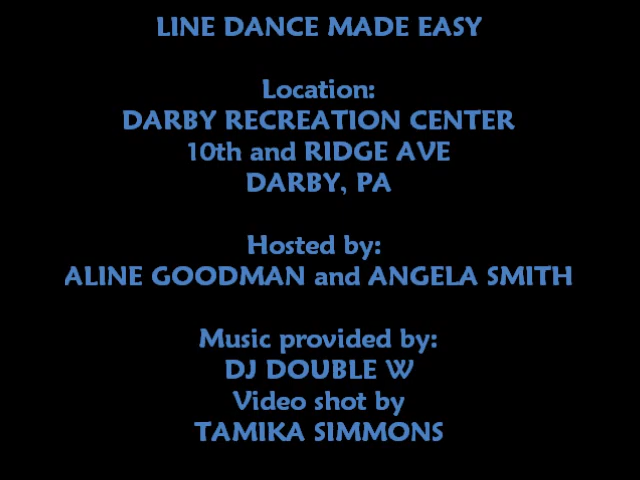 LINE DANCE MADE EASY
Location:
DARBY RECREATION CENTER
10th and RIDGE AVE
DARBY, PA
Hosted by:
ALINE GOODMAN and ANGELA SMITH
Music provided by:
DJ DOUBLE W
Video shot by
TAMIKA SIMMONS